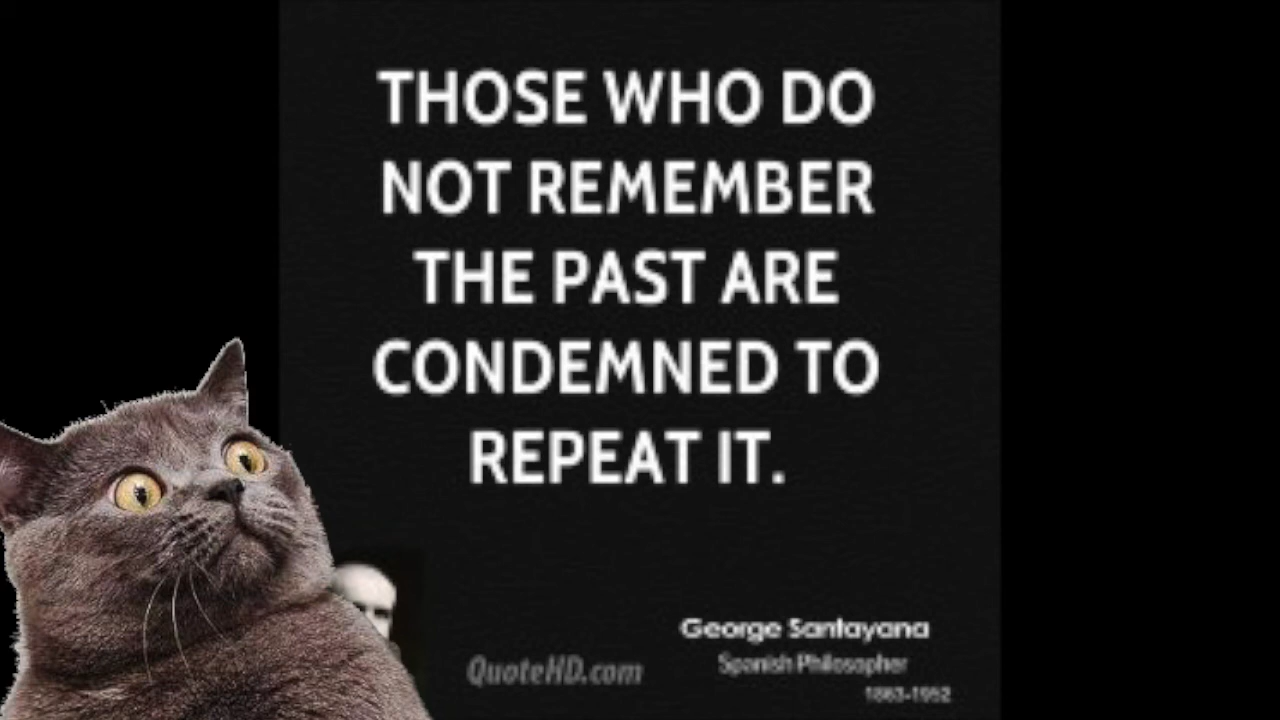 THOSE WHO DO
NOT REMEMBER
THE PAST ARE
CONDEMNED TO
REPEAT IT.
George Santayana
QuoteHD.com
Spanish Philosopher
1863-1952